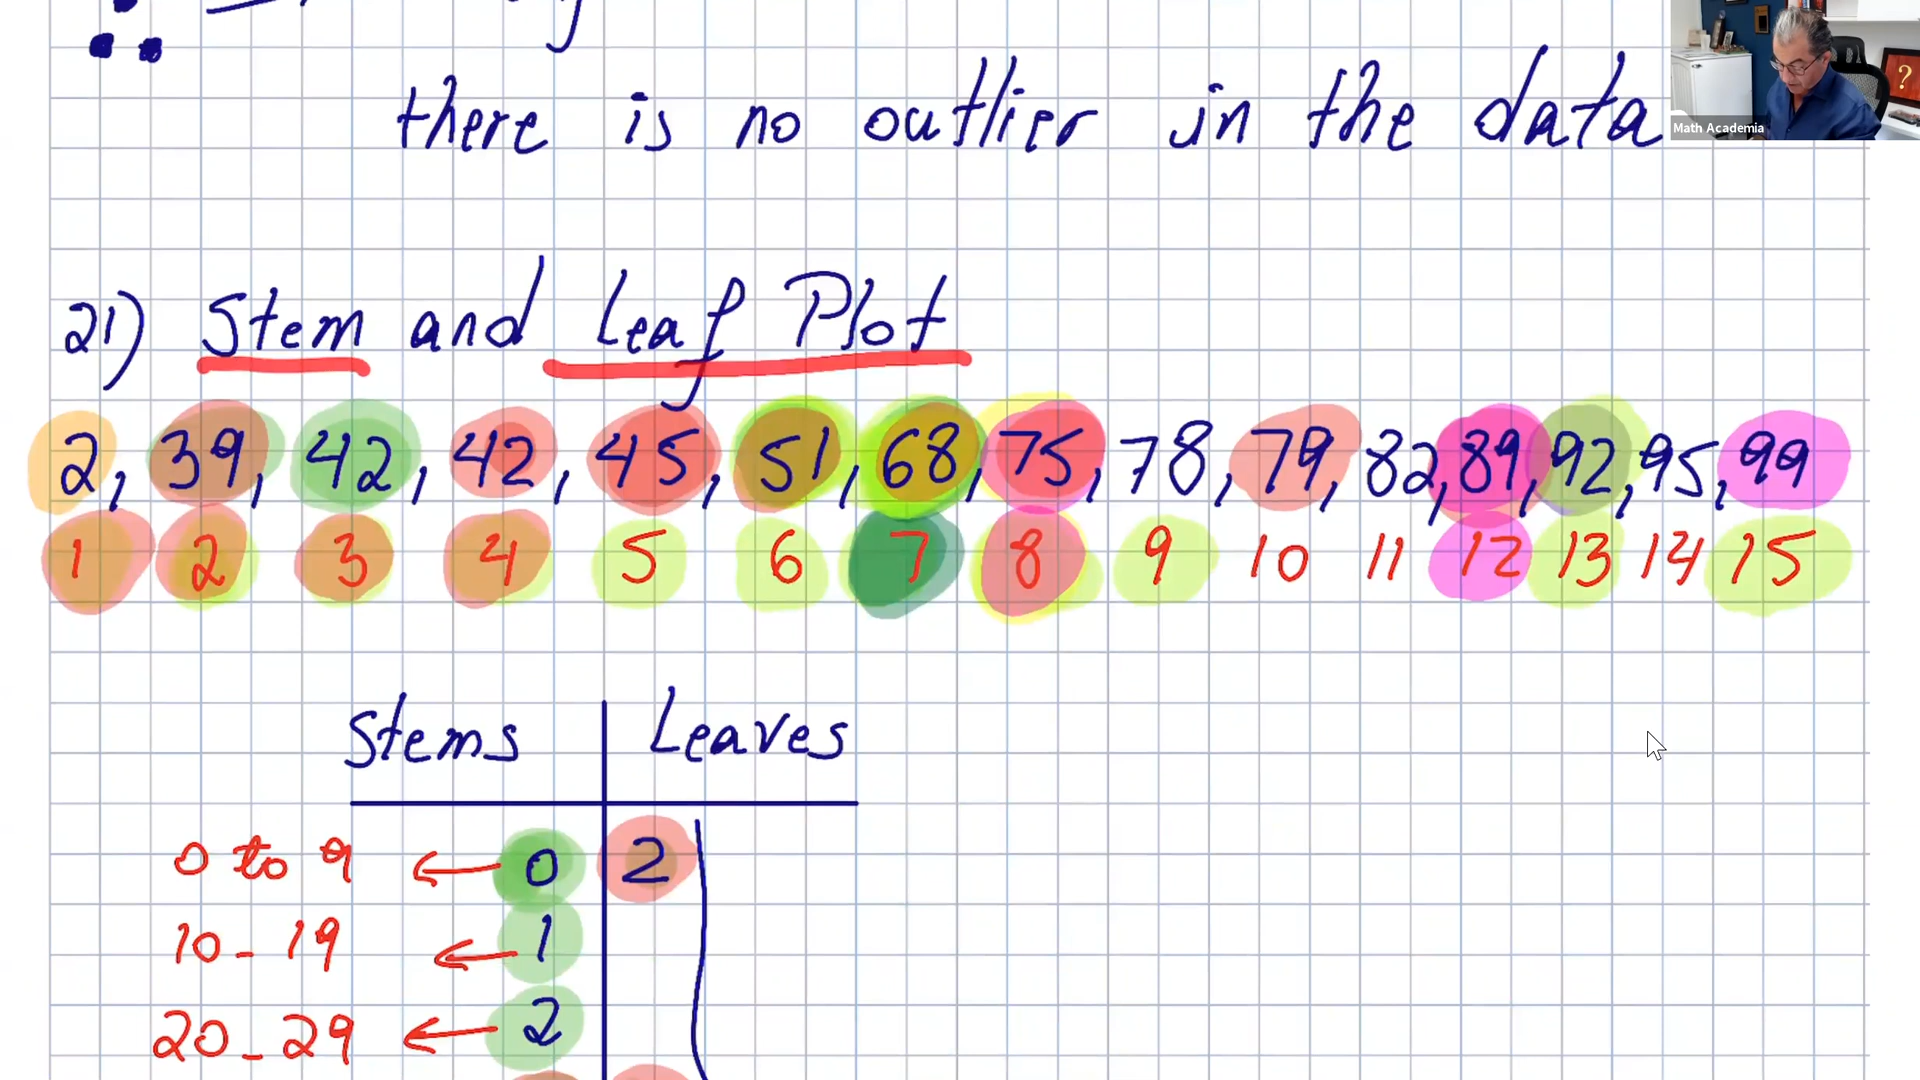 there is no outlier in the data
?
Math Academia
21) Stem and Leaf Plot
2, 39, 42, 42, 45, 51, 68, 75, 78, 79, 82, 89, 92, 95, 99
1 2 3 4 5 6 7 8 9 10 11 12 13 14 15
Stems Leaves
0 to 9 ← 0 2
10 - 19 ← 1
20 - 29 ← 2